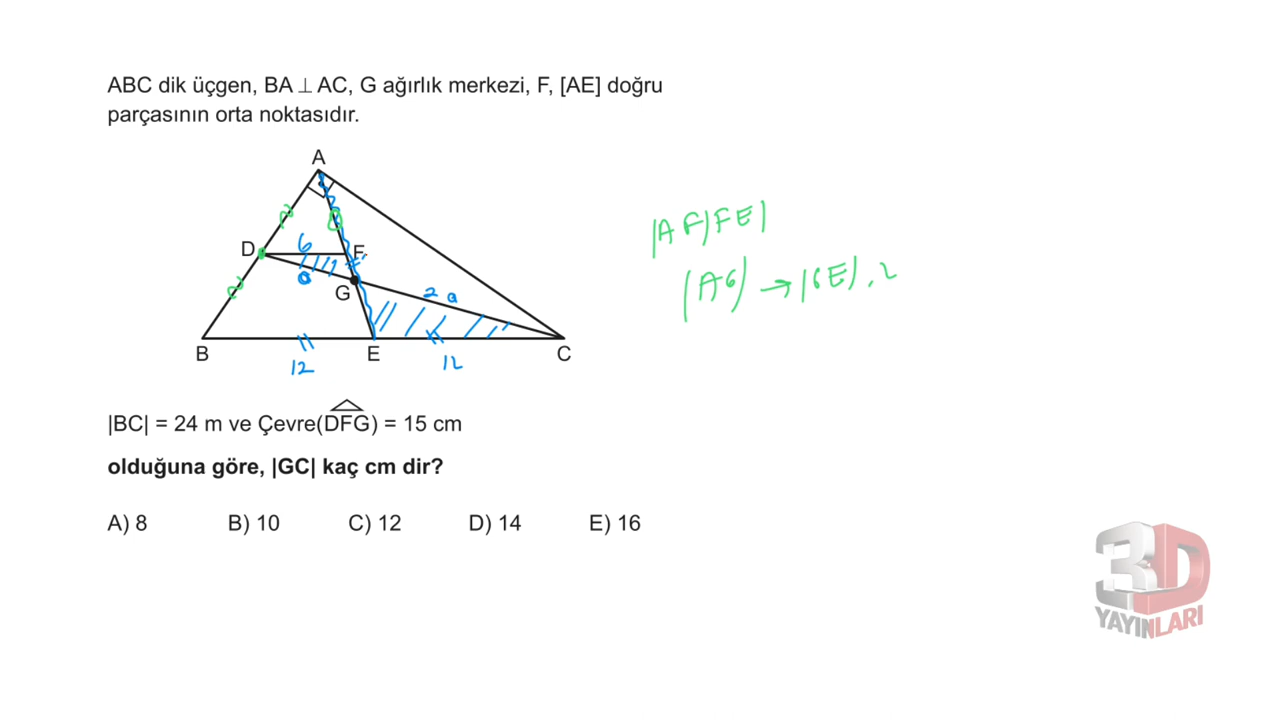 ABC dik üçgen, BA ⊥ AC, G ağırlık merkezi, F, [AE] doğru
parçasının orta noktasıdır.
A
D
6
F
a
G
2a
B
E
C
12
12
|AF|FE|
|AG| → |GE|.2
|BC| = 24 m ve Çevre(DFG) = 15 cm
olduğuna göre, |GC| kaç cm dir?
A) 8 B) 10 C) 12 D) 14 E) 16
3D
YAYINLARI